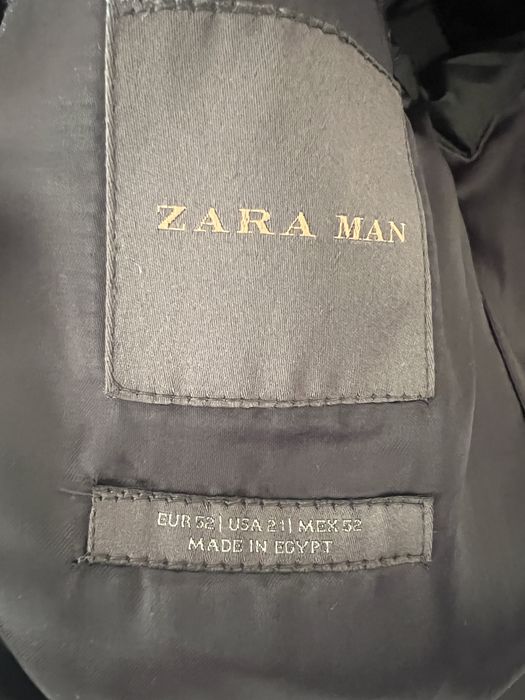 ZARA MAN
EUR 52 | USA 21 | MEX 52
MADE IN EGYPT